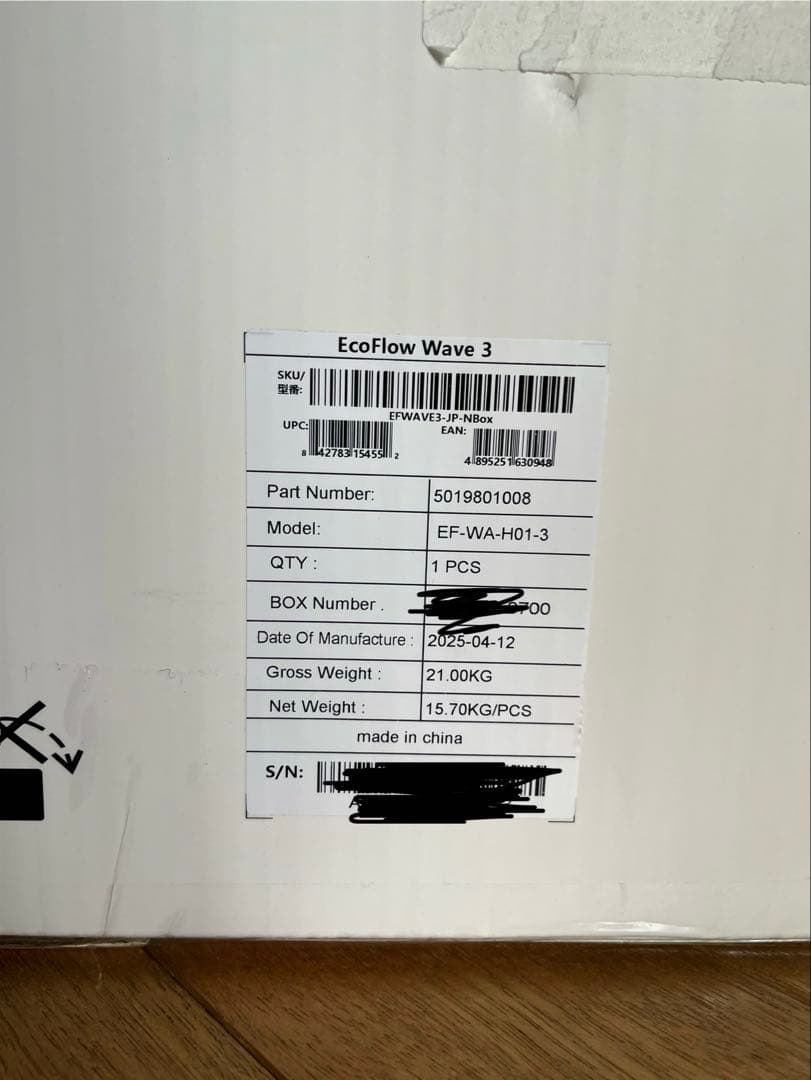 EcoFlow Wave 3
SKU/
型番:
EFWAVE3-JP-NBox
UPC:
8 42783 15455 2
EAN:
4 895251 630948
Part Number: 5019801008
Model: EF-WA-H01-3
QTY : 1 PCS
BOX Number . 700
Date Of Manufacture : 2025-04-12
Gross Weight : 21.00KG
Net Weight : 15.70KG/PCS
made in china
S/N: